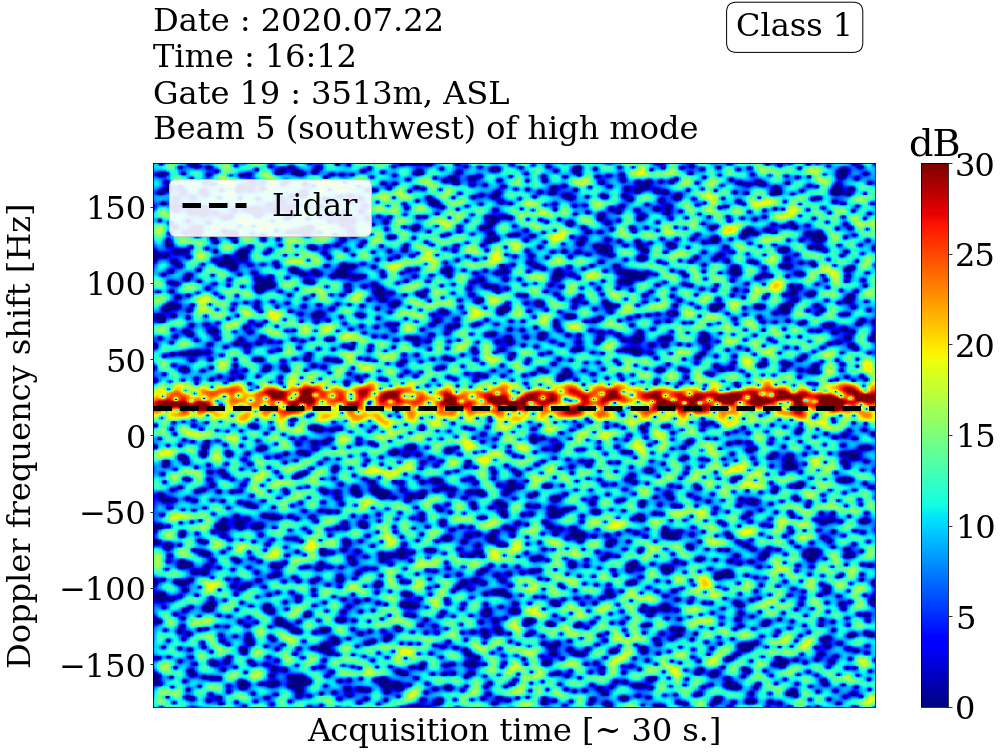 Date : 2020.07.22
Time : 16:12
Gate 19 : 3513m, ASL
Beam 5 (southwest) of high mode
Class 1
dB
Lidar
Doppler frequency shift [Hz]
150
100
50
0
−50
−100
−150
30
25
20
15
10
5
0
Acquisition time [~ 30 s.]